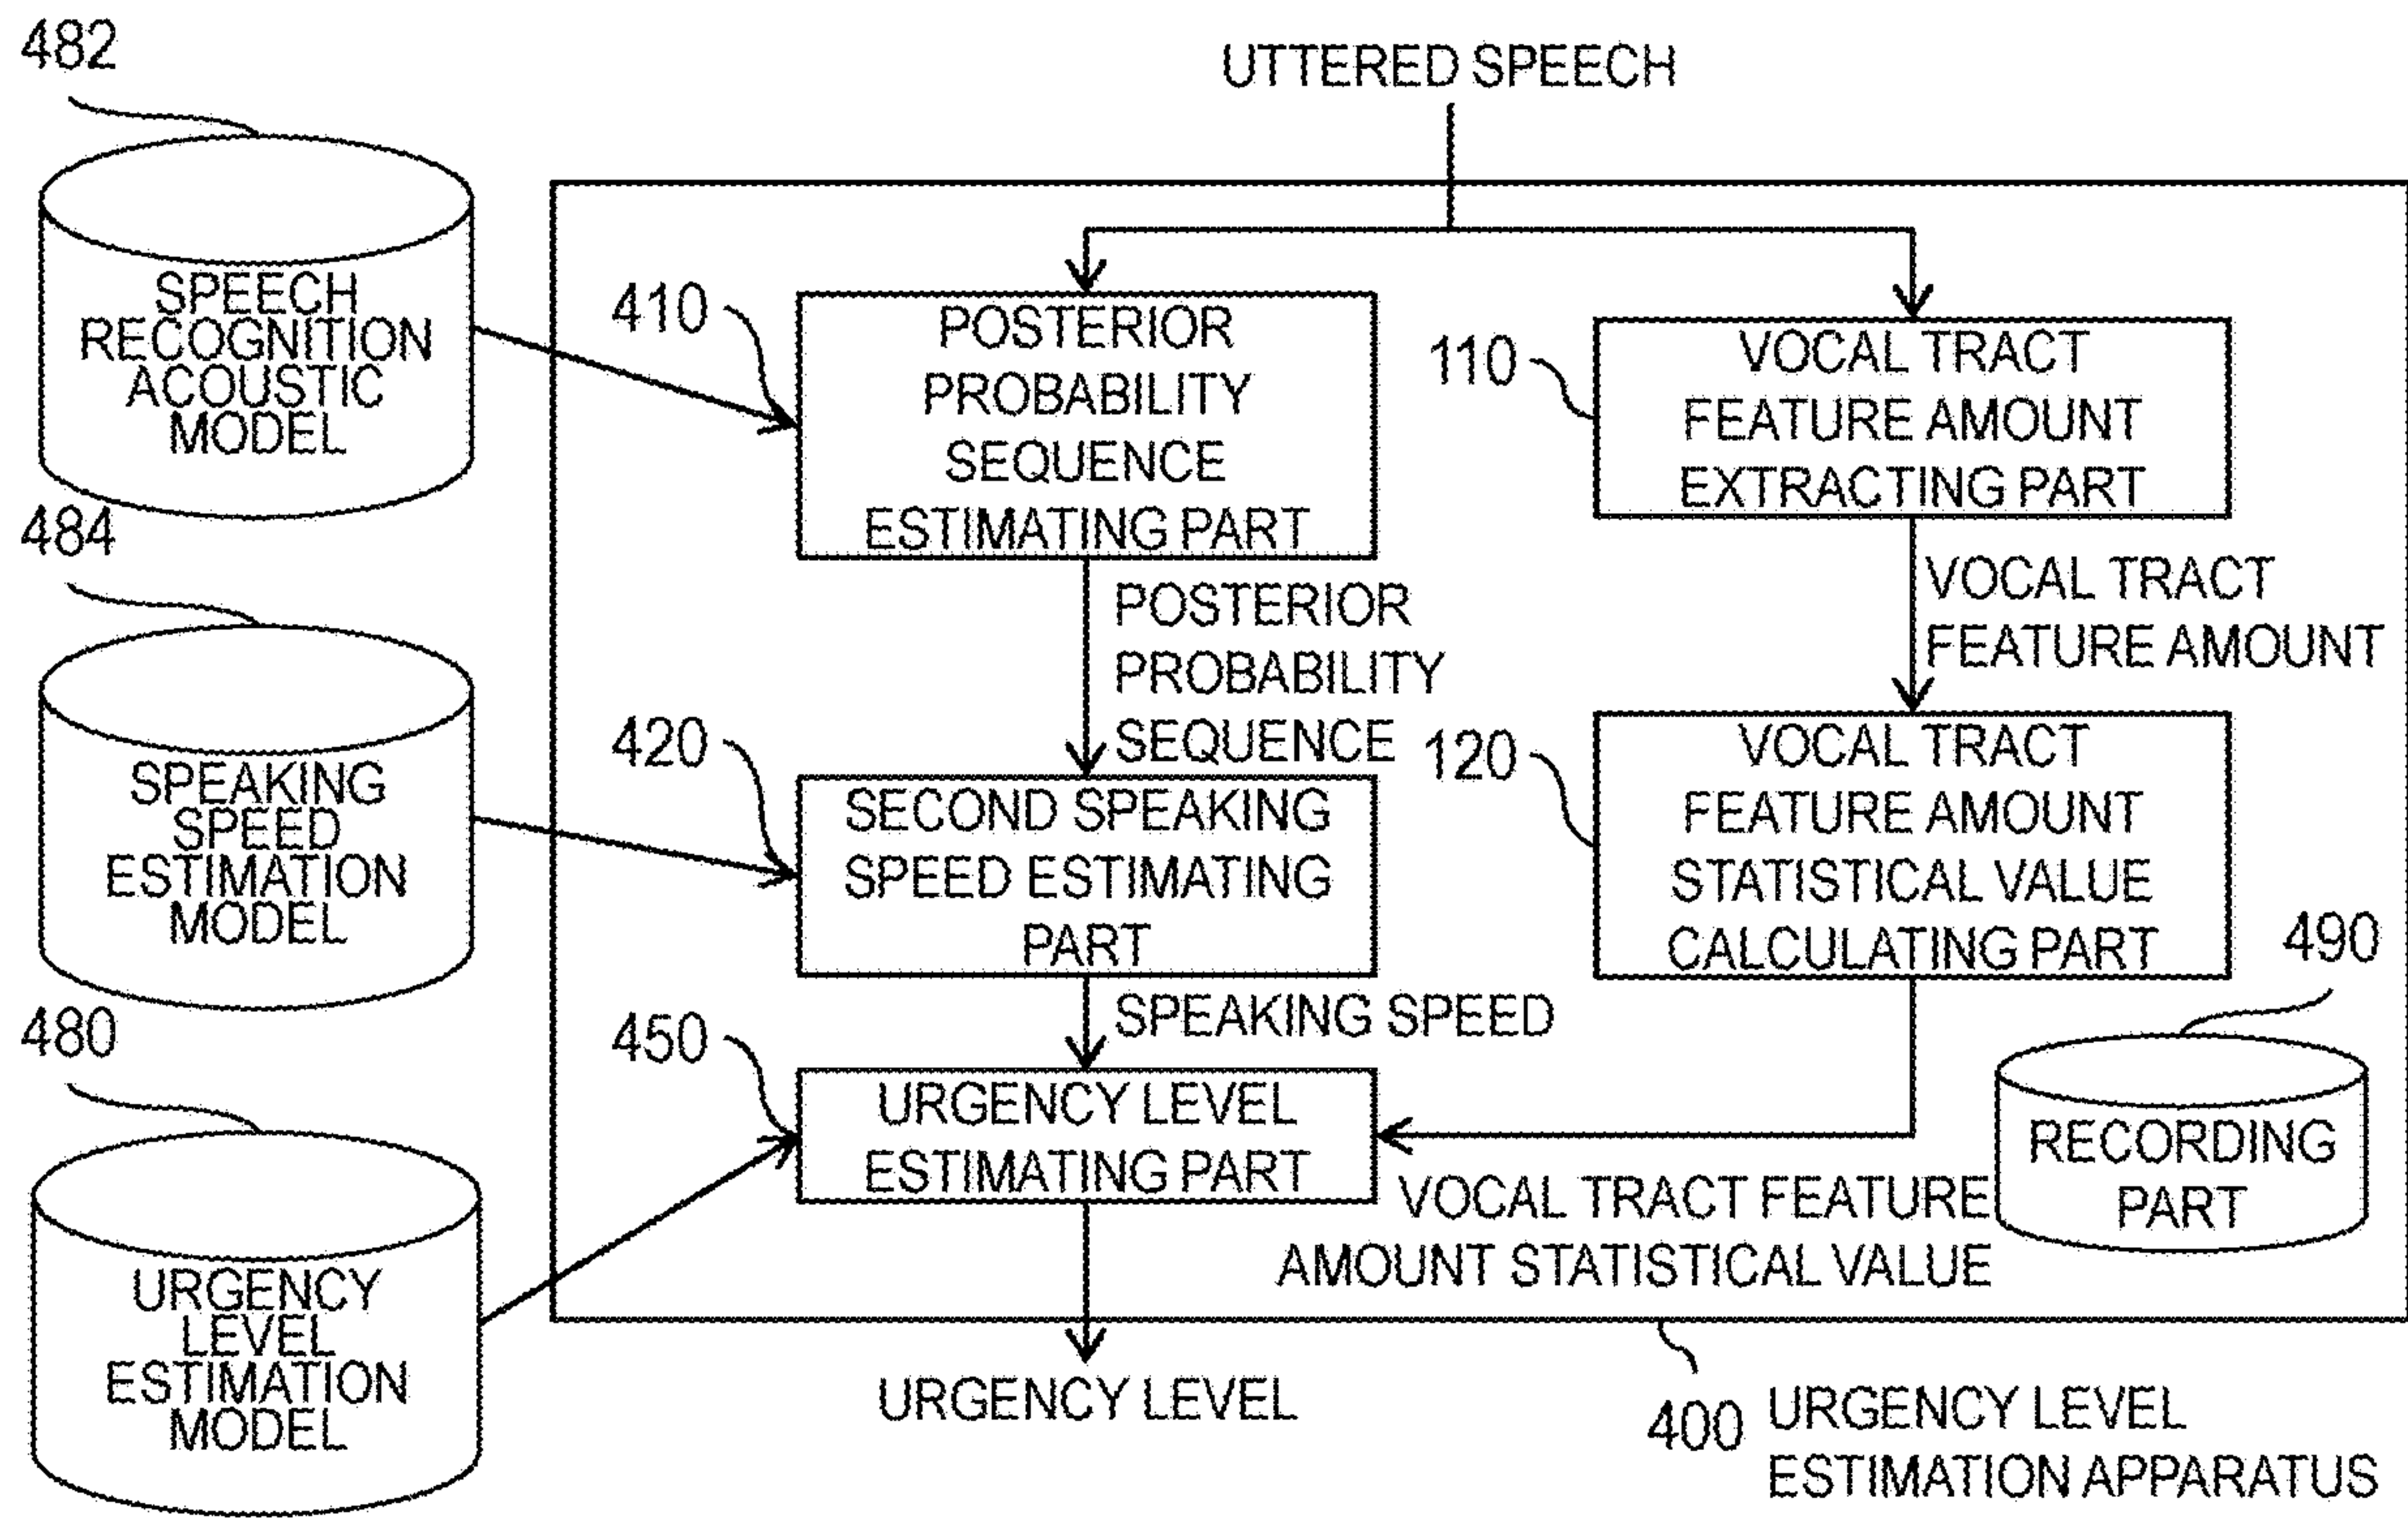 482
UTTERED SPEECH
SPEECH
RECOGNITION
ACOUSTIC
MODEL
410
POSTERIOR
PROBABILITY
SEQUENCE
ESTIMATING PART
110
VOCAL TRACT
FEATURE AMOUNT
EXTRACTING PART
484
POSTERIOR
PROBABILITY
SEQUENCE
VOCAL TRACT
FEATURE AMOUNT
SPEAKING
SPEED
ESTIMATION
MODEL
420
SECOND SPEAKING
SPEED ESTIMATING
PART
120
VOCAL TRACT
FEATURE AMOUNT
STATISTICAL VALUE
CALCULATING PART
490
480
SPEAKING SPEED
450
URGENCY LEVEL
ESTIMATING PART
RECORDING
PART
VOCAL TRACT FEATURE
AMOUNT STATISTICAL VALUE
URGENCY
LEVEL
ESTIMATION
MODEL
URGENCY LEVEL
400
URGENCY LEVEL
ESTIMATION APPARATUS